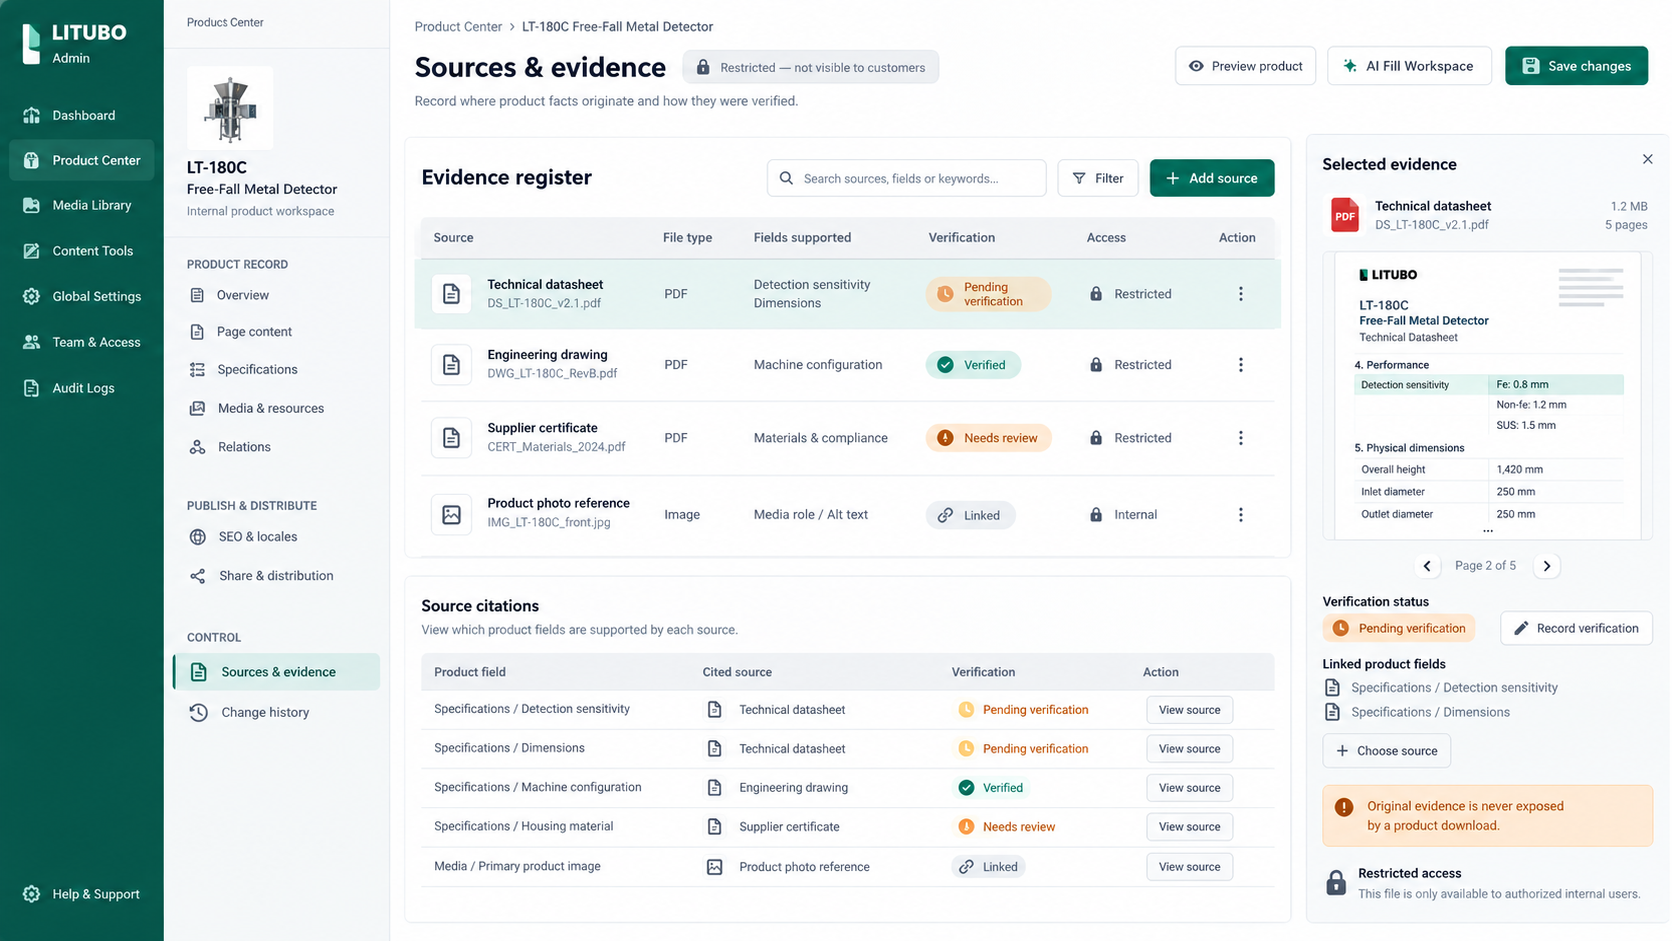 LITUBO
Admin
Dashboard
Product Center
Media Library
Content Tools
Global Settings
Team & Access
Audit Logs
Help & Support
Product Center
LT-180C
Free-Fall Metal Detector
Internal product workspace
PRODUCT RECORD
Overview
Page content
Specifications
Media & resources
Relations
PUBLISH & DISTRIBUTE
SEO & locales
Share & distribution
CONTROL
Sources & evidence
Change history
Product Center › LT-180C Free-Fall Metal Detector
Sources & evidence
Restricted — not visible to customers
Record where product facts originate and how they were verified.
Preview product
AI Fill Workspace
Save changes
Evidence register
Search sources, fields or keywords...
Filter
+ Add source
Source File type Fields supported Verification Access Action
Technical datasheet
DS_LT-180C_v2.1.pdf
PDF
Detection sensitivity
Dimensions
Pending
verification
Restricted
Engineering drawing
DWG_LT-180C_RevB.pdf
PDF
Machine configuration
Verified
Restricted
Supplier certificate
CERT_Materials_2024.pdf
PDF
Materials & compliance
Needs review
Restricted
Product photo reference
IMG_LT-180C_front.jpg
Image
Media role / Alt text
Linked
Internal
Source citations
View which product fields are supported by each source.
Product field Cited source Verification Action
Specifications / Detection sensitivity Technical datasheet Pending verification View source
Specifications / Dimensions Technical datasheet Pending verification View source
Specifications / Machine configuration Engineering drawing Verified View source
Specifications / Housing material Supplier certificate Needs review View source
Media / Primary product image Product photo reference Linked View source
Selected evidence
PDF
Technical datasheet
DS_LT-180C_v2.1.pdf
1.2 MB
5 pages
LITUBO
LT-180C
Free-Fall Metal Detector
Technical Datasheet
4. Performance
Detection sensitivity Fe: 0.8 mm
Non-fe: 1.2 mm
SUS: 1.5 mm
5. Physical dimensions
Overall height 1,420 mm
Inlet diameter 250 mm
Outlet diameter 250 mm
...
Page 2 of 5
Verification status
Pending verification
Record verification
Linked product fields
Specifications / Detection sensitivity
Specifications / Dimensions
+ Choose source
Original evidence is never exposed
by a product download.
Restricted access
This file is only available to authorized internal users.